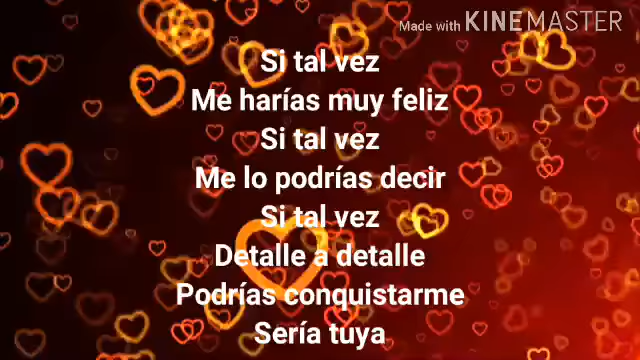 Made with KINEMASTER
Si tal vez
Me harías muy feliz
Si tal vez
Me lo podrías decir
Si tal vez
Detalle a detalle
Podrías conquistarme
Sería tuya